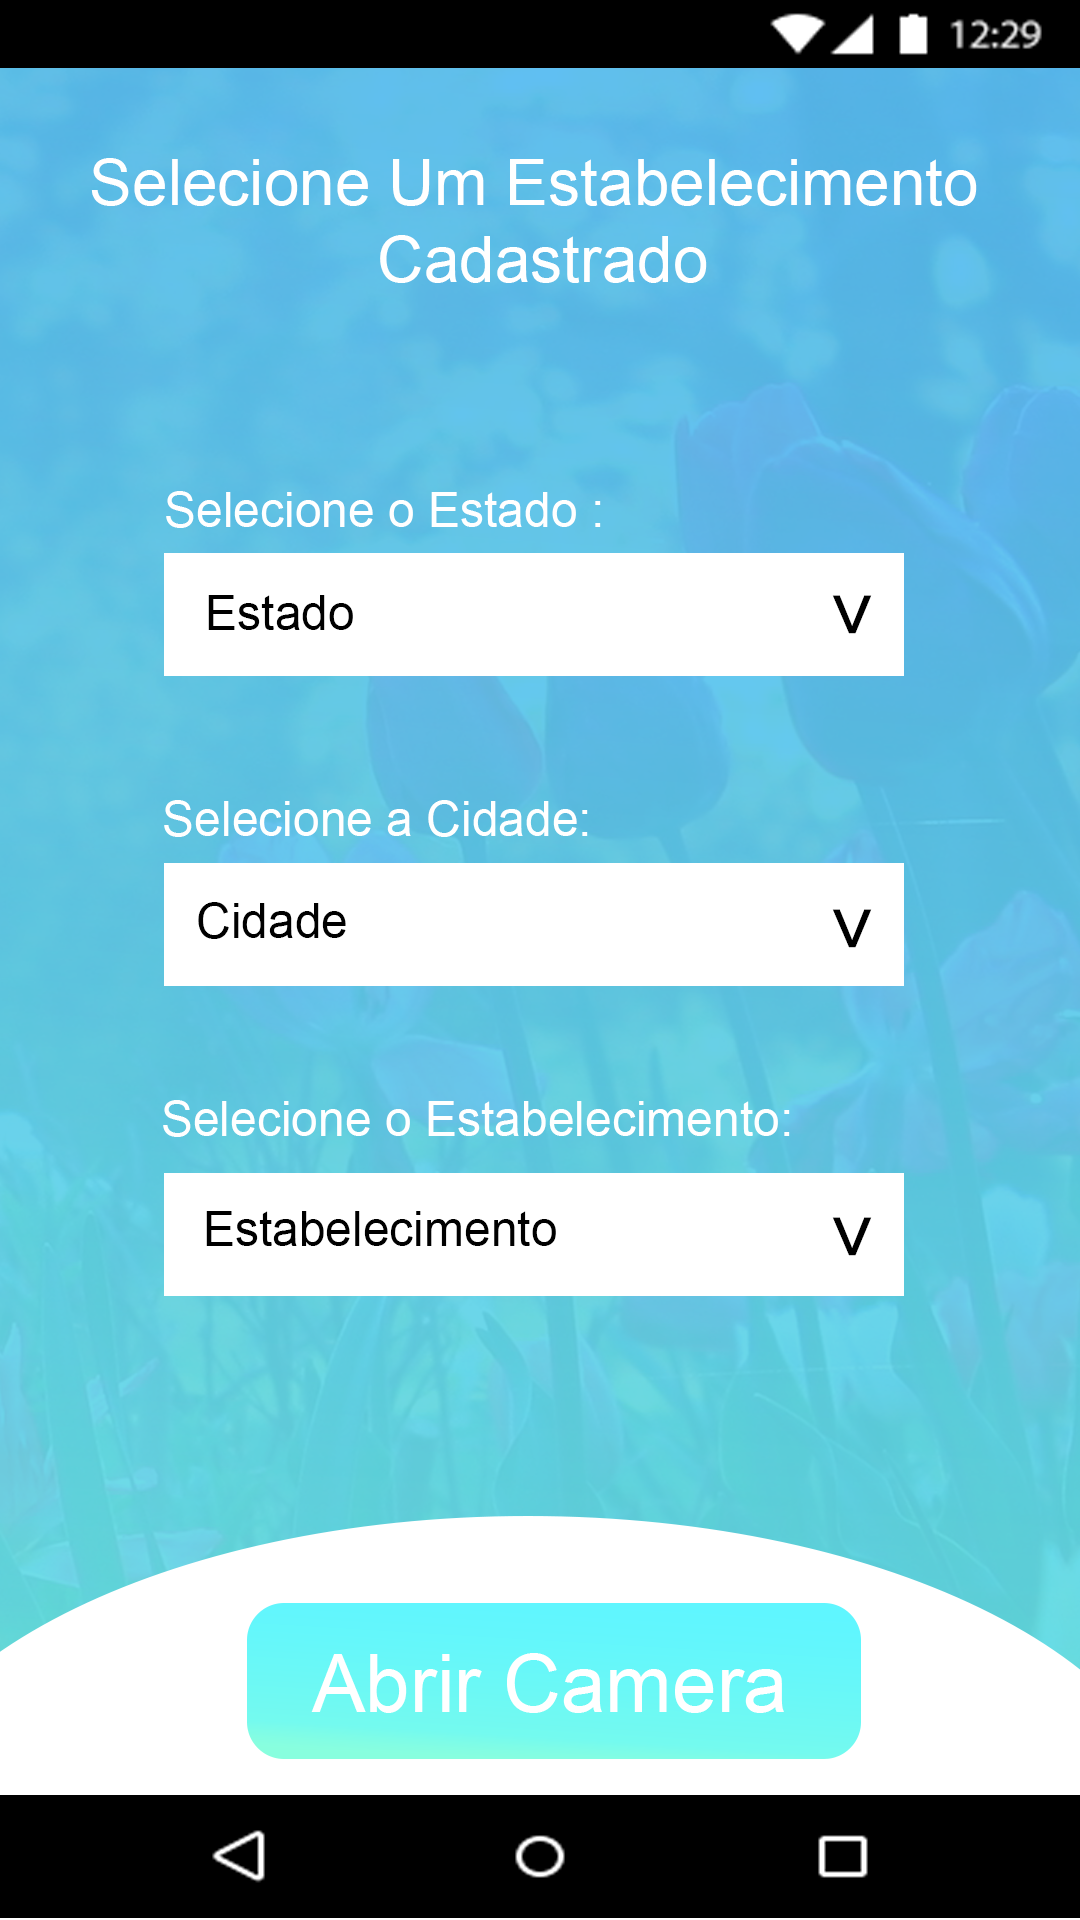 12:29
Selecione Um Estabelecimento
Cadastrado
Selecione o Estado :
Estado V
Selecione a Cidade:
Cidade V
Selecione o Estabelecimento:
Estabelecimento V
Abrir Camera